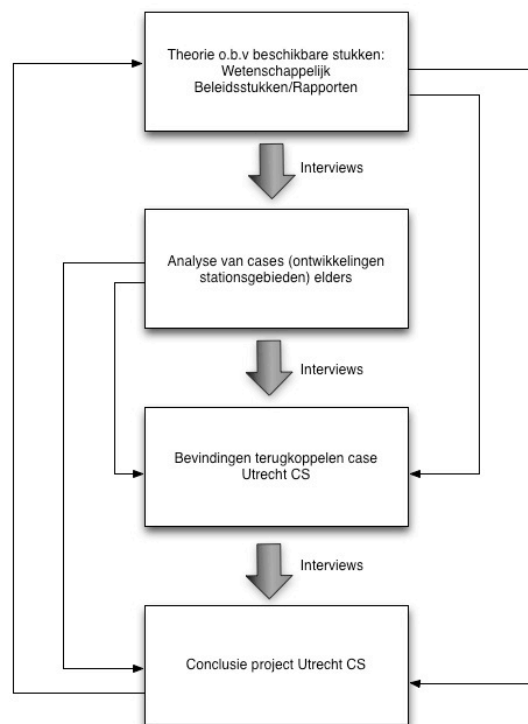 Theorie o.b.v beschikbare stukken:
Wetenschappelijk
Beleidsstukken/Rapporten
Interviews
Analyse van cases (ontwikkelingen
stationsgebieden) elders
Interviews
Bevindingen terugkoppelen case
Utrecht CS
Interviews
Conclusie project Utrecht CS